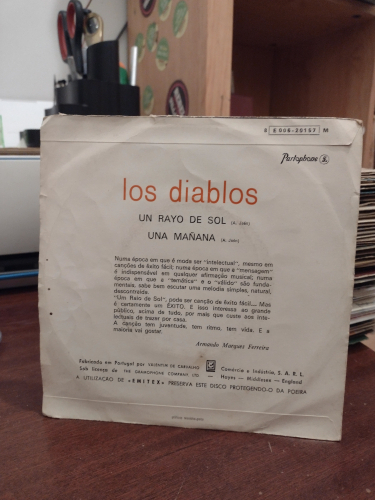 S E 006-20157 M
Parlophone
los diablos
UN RAYO DE SOL (A. John)
UNA MAÑANA (A. John)
Numa época em que é moda ser "intelectual", mesmo em
canções de êxito fácil; numa época em que a "mensagem"
é indispensável em qualquer afirmação musical; numa
época em que a "temática" e o "válido" são funda-
mentais, sabe bem escutar uma melodia simples, natural,
descontraída.
"Um Raio de Sol", pode ser canção de êxito fácil... Mas
é certamente um ÊXITO. E isso interessa ao grande
público, acima de tudo, por mais que custe aos inte-
lectuais de trazer por casa.
A canção tem juventude, tem ritmo, tem vida. E a
maioria vai gostar.
Armando Marques Ferreira
Fabricado em Portugal por VALENTIM DE CARVALHO Comércio e Indústria, S. A. R. L.
Sob licença de THE GRAMOPHONE COMPANY LTD. — Hayes — Middlesex — England
A UTILIZAÇÃO DE «EMITEX» PRESERVA ESTE DISCO PROTEGENDO-O DA POEIRA